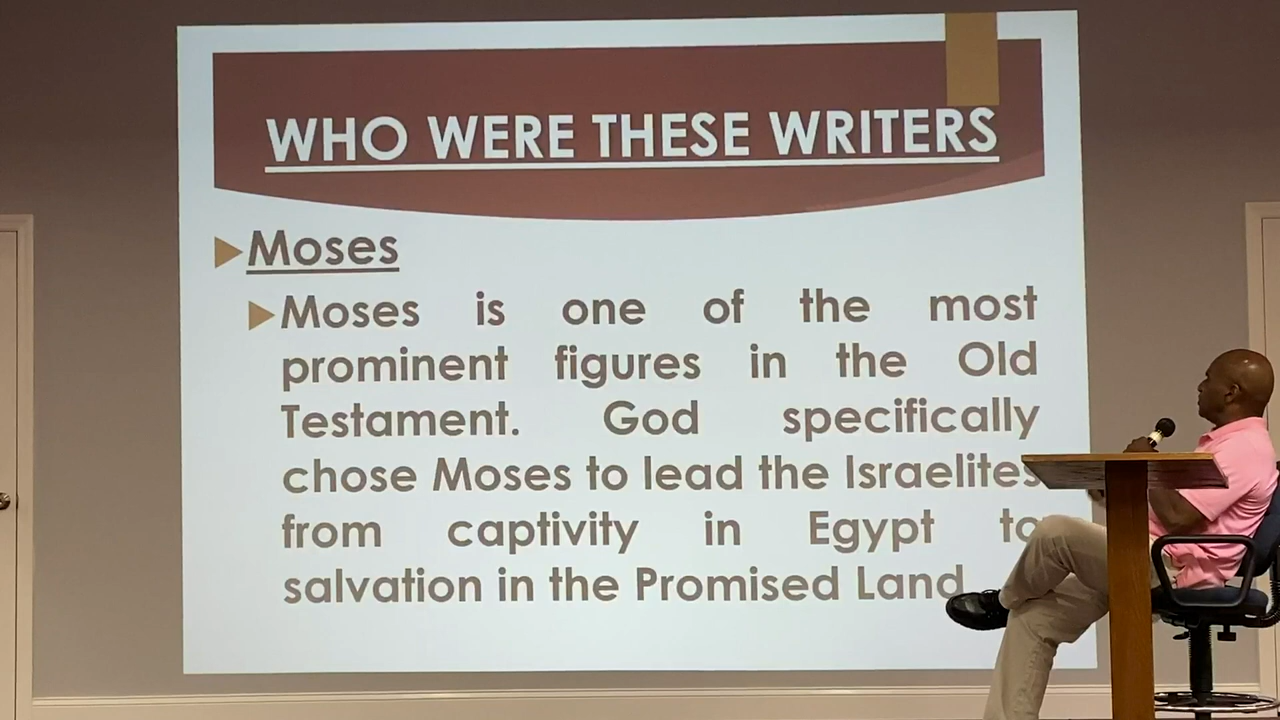 WHO WERE THESE WRITERS
Moses
Moses is one of the most
prominent figures in the Old
Testament. God specifically
chose Moses to lead the Israelites
from captivity in Egypt to
salvation in the Promised Land